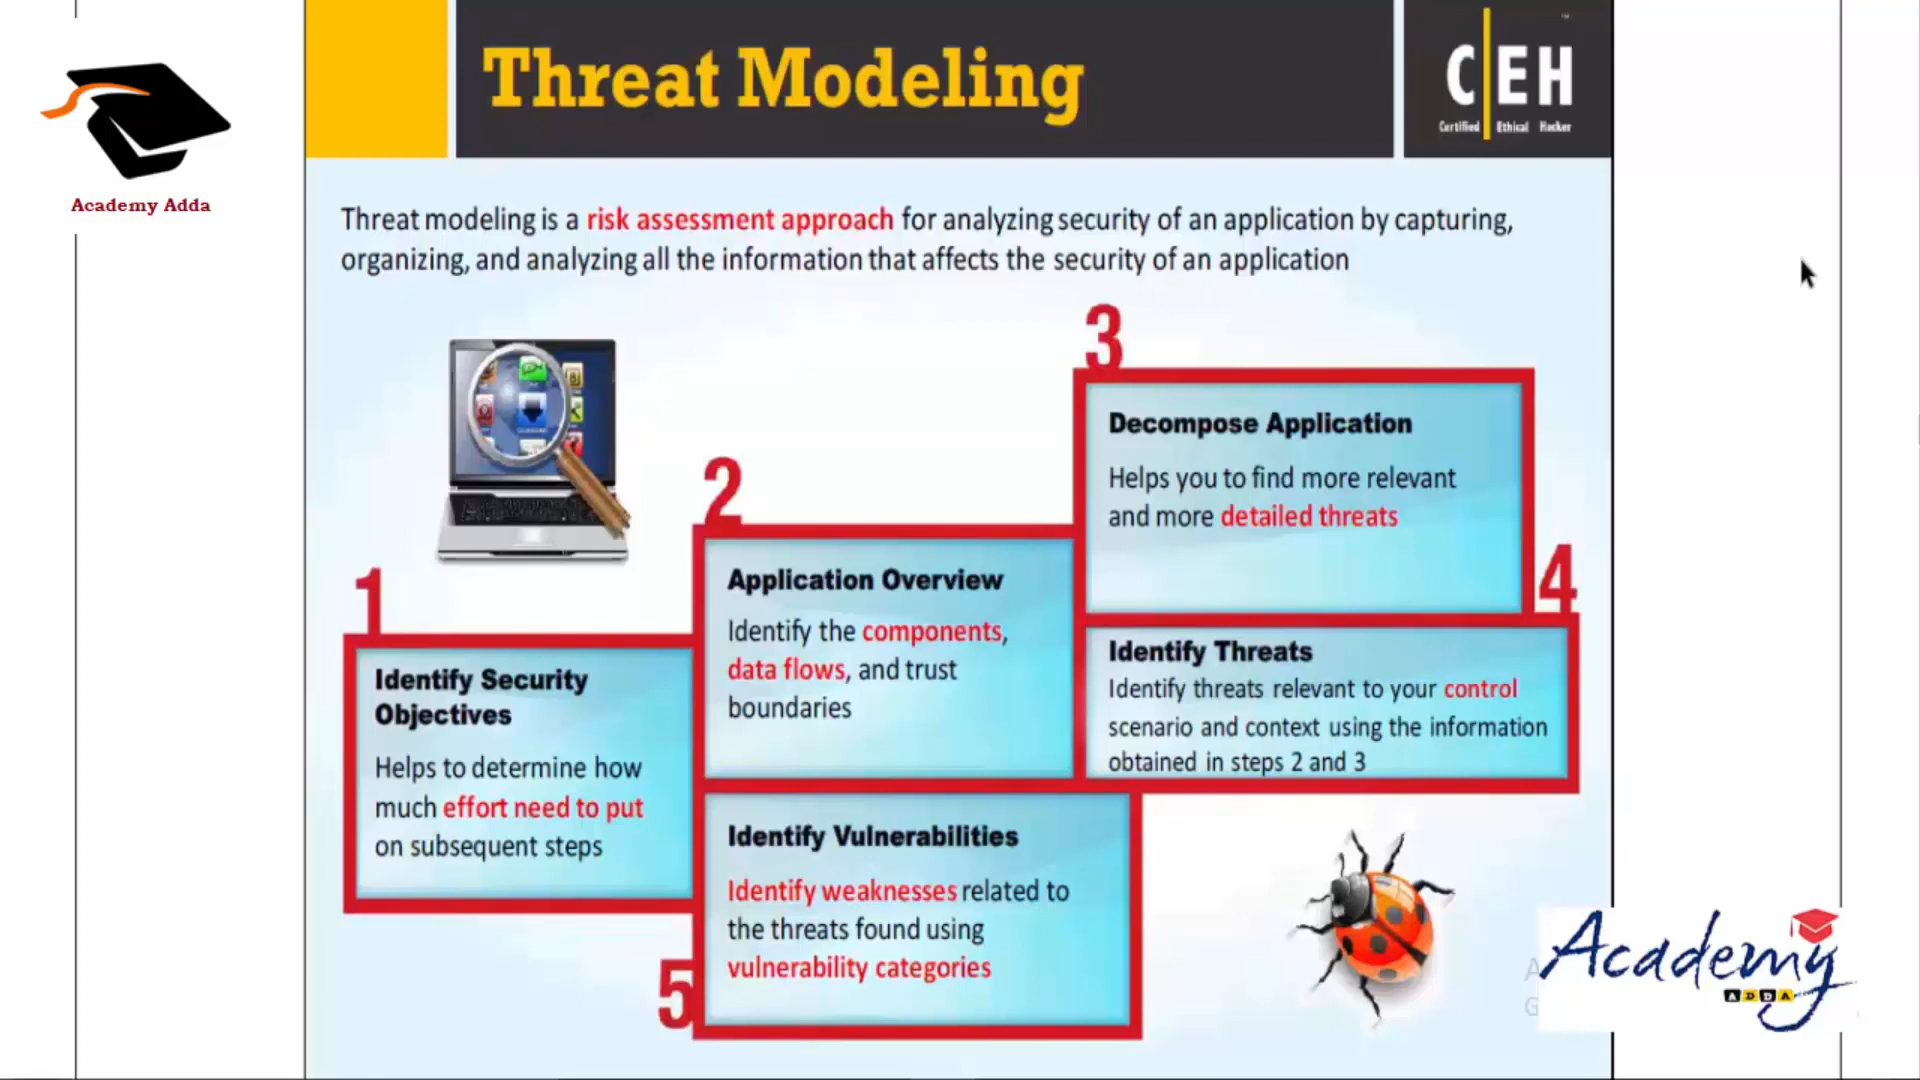 Academy Adda
Threat Modeling
C|EH
Certified Ethical Hacker
Threat modeling is a risk assessment approach for analyzing security of an application by capturing,
organizing, and analyzing all the information that affects the security of an application
1
Identify Security
Objectives
Helps to determine how
much effort need to put
on subsequent steps
2
Application Overview
Identify the components,
data flows, and trust
boundaries
3
Decompose Application
Helps you to find more relevant
and more detailed threats
4
Identify Threats
Identify threats relevant to your control
scenario and context using the information
obtained in steps 2 and 3
5
Identify Vulnerabilities
Identify weaknesses related to
the threats found using
vulnerability categories
Academy
ADDA